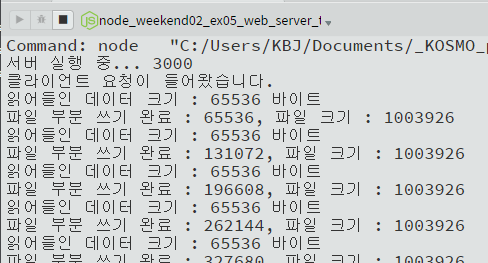 node_weekend02_ex05_web_server_1
Command: node "C:/Users/KBJ/Documents/_KOSMO_p
서버 실행 중... 3000
클라이언트 요청이 들어왔습니다.
읽어들인 데이터 크기 : 65536 바이트
파일 부분 쓰기 완료 : 65536, 파일 크기 : 1003926
읽어들인 데이터 크기 : 65536 바이트
파일 부분 쓰기 완료 : 131072, 파일 크기 : 1003926
읽어들인 데이터 크기 : 65536 바이트
파일 부분 쓰기 완료 : 196608, 파일 크기 : 1003926
읽어들인 데이터 크기 : 65536 바이트
파일 부분 쓰기 완료 : 262144, 파일 크기 : 1003926
읽어들인 데이터 크기 : 65536 바이트
파일 부분 쓰기 완료 : 327680, 파일 크기 : 1003926